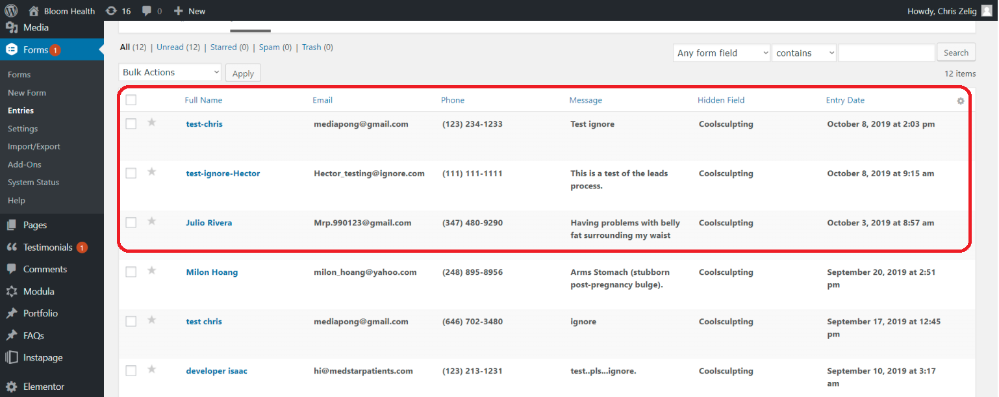 Bloom Health 16 0 New Howdy, Chris Zelig
Media
Forms 1
Forms
New Form
Entries
Settings
Import/Export
Add-Ons
System Status
Help
Pages
Testimonials 1
Comments
Modula
Portfolio
FAQs
Instapage
Elementor
All (12) | Unread (12) | Starred (0) | Spam (0) | Trash (0)
Any form field contains Search
Bulk Actions Apply
12 items
Full Name Email Phone Message Hidden Field Entry Date
test-chris mediapong@gmail.com (123) 234-1233 Test ignore Coolsculpting October 8, 2019 at 2:03 pm
test-ignore-Hector Hector_testing@ignore.com (111) 111-1111 This is a test of the leads Coolsculpting October 8, 2019 at 9:15 am
process.
Julio Rivera Mrp.990123@gmail.com (347) 480-9290 Having problems with belly Coolsculpting October 3, 2019 at 8:57 am
fat surrounding my waist
Milon Hoang milon_hoang@yahoo.com (248) 895-8956 Arms Stomach (stubborn Coolsculpting September 20, 2019 at 2:51
post-pregnancy bulge). pm
test chris mediapong@gmail.com (646) 702-3480 ignore Coolsculpting September 17, 2019 at 12:45
pm
developer isaac hi@medstarpatients.com (123) 213-1231 test..pls...ignore. Coolsculpting September 10, 2019 at 3:17
am